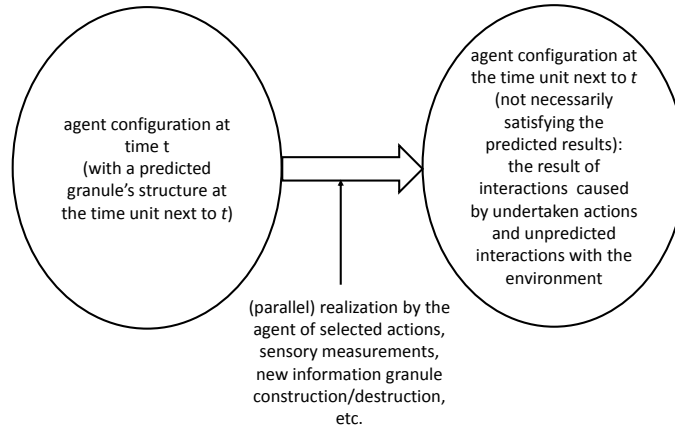 agent configuration at
time t
(with a predicted
granule's structure at
the time unit next to t)
agent configuration at
the time unit next to t
(not necessarily
satisfying the
predicted results):
the result of
interactions caused
by undertaken actions
and unpredicted
interactions with the
environment
(parallel) realization by the
agent of selected actions,
sensory measurements,
new information granule
construction/destruction,
etc.